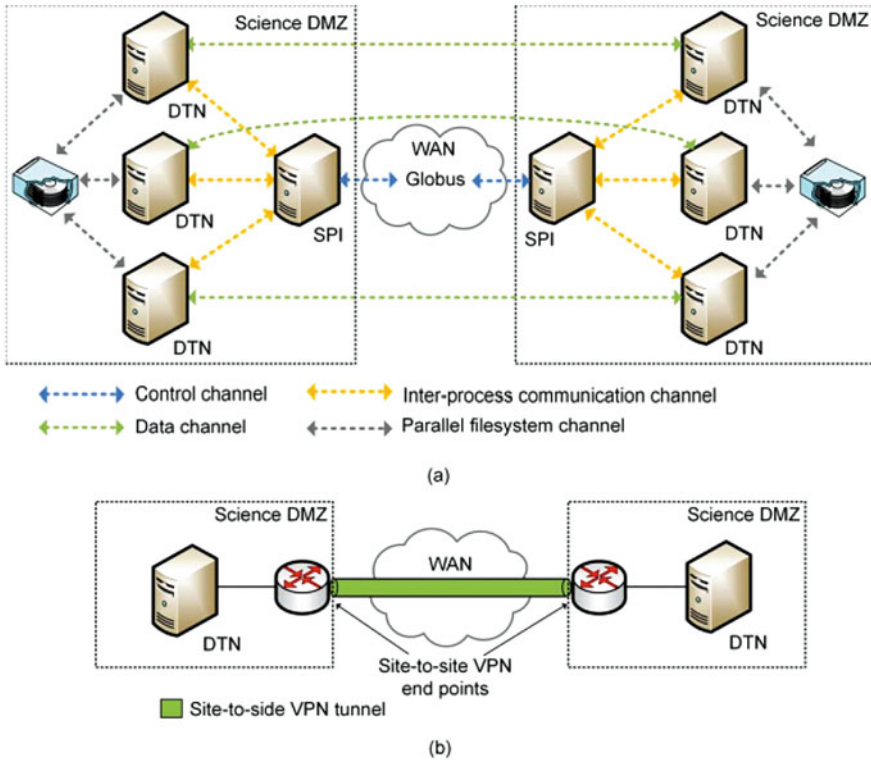 Science DMZ
Science DMZ
DTN
DTN
WAN
Globus
DTN
SPI
SPI
DTN
DTN
DTN
Control channel
Inter-process communication channel
Data channel
Parallel filesystem channel
(a)
Science DMZ
Science DMZ
WAN
DTN
DTN
Site-to-site VPN
end points
Site-to-side VPN tunnel
(b)